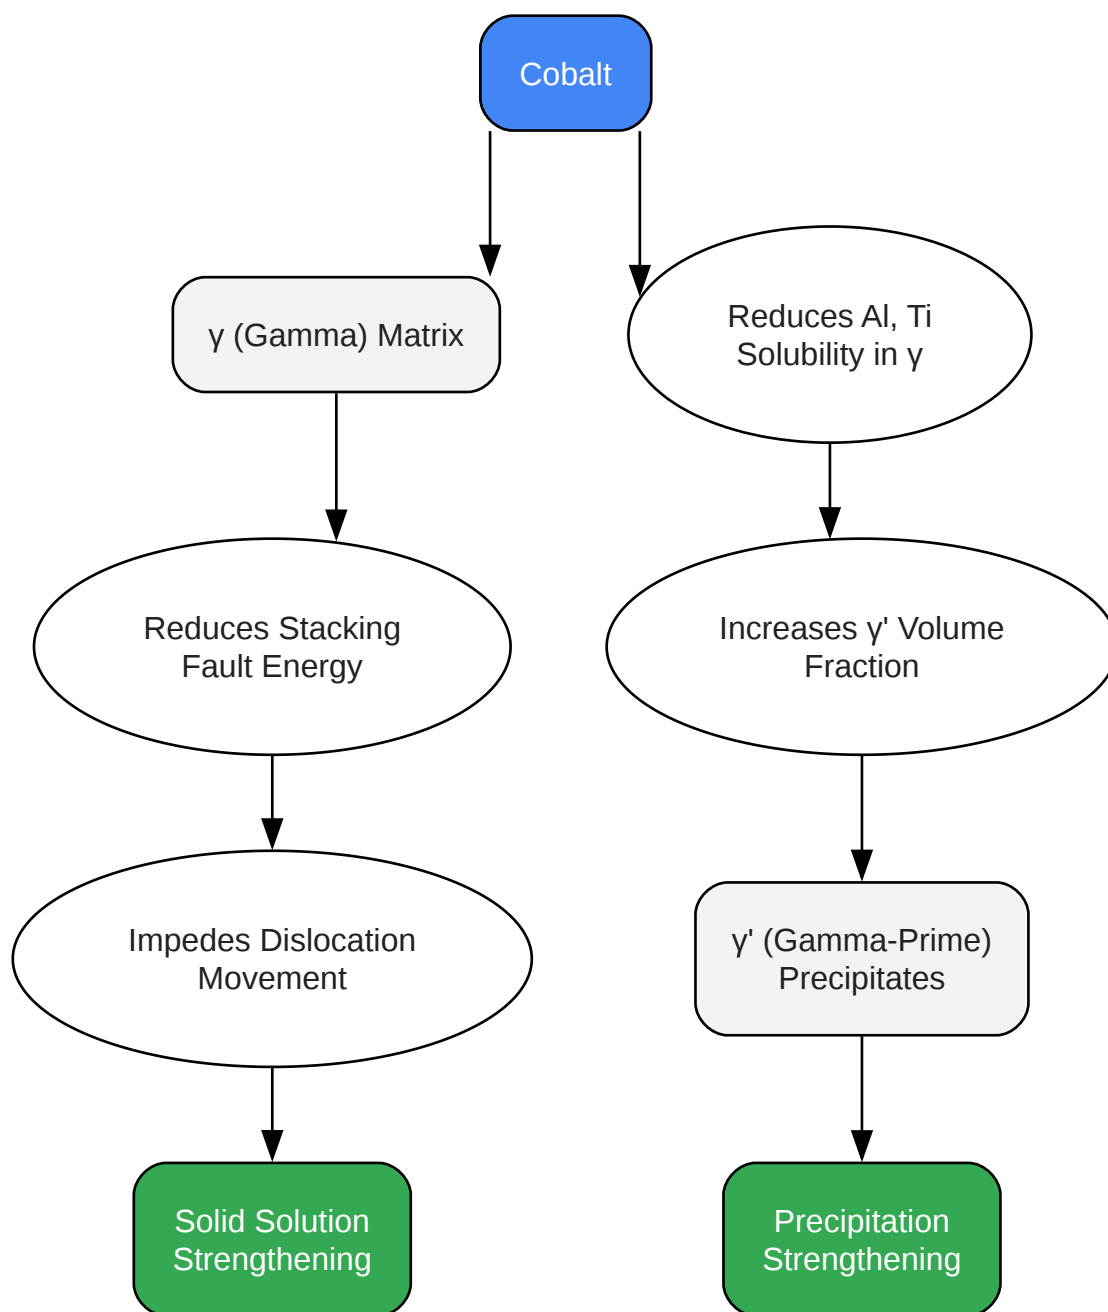 Cobalt
γ (Gamma) Matrix
Reduces Al, Ti
Solubility in γ
Reduces Stacking
Fault Energy
Increases γ' Volume
Fraction
Impedes Dislocation
Movement
γ' (Gamma-Prime)
Precipitates
Solid Solution
Strengthening
Precipitation
Strengthening